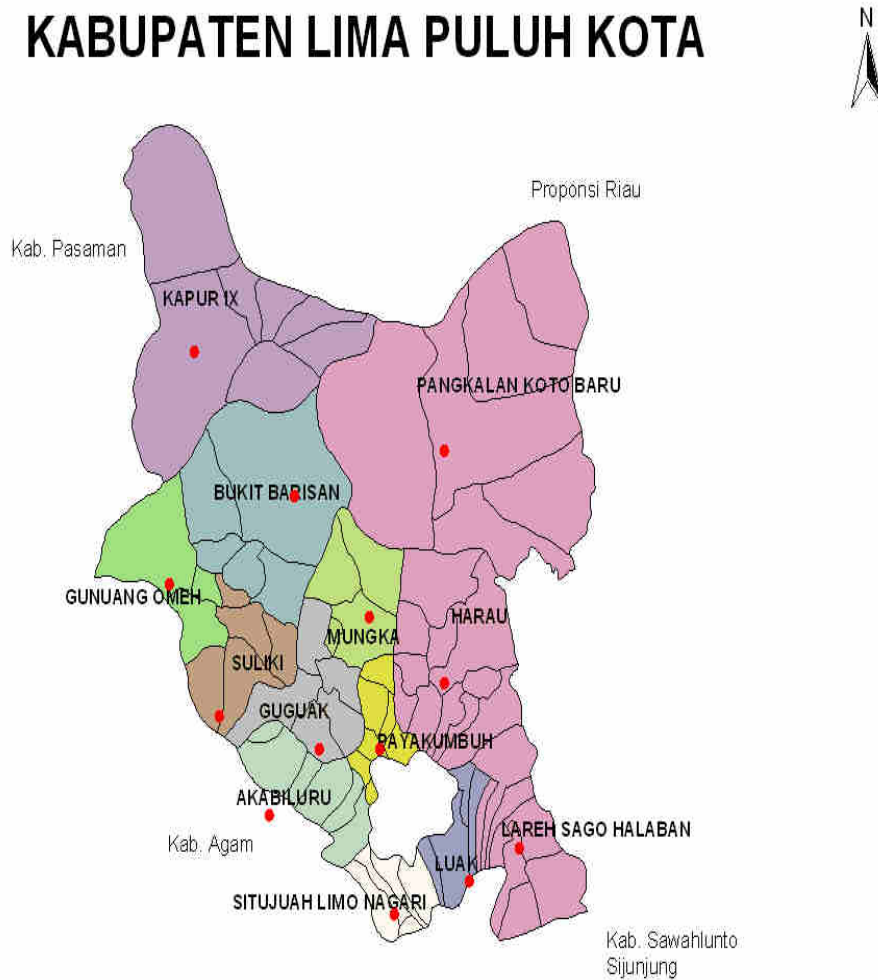 KABUPATEN LIMA PULUH KOTA
N
Proponsi Riau
Kab. Pasaman
KAPUR IX
PANGKALAN KOTO BARU
BUKIT BARISAN
GUNUANG OMEH
HARAU
MUNGKA
SULIKI
GUGUAK
PAYAKUMBUH
AKABILURU
LAREH SAGO HALABAN
Kab. Agam
LUAK
SITUJUAH LIMO NAGARI
Kab. Sawahlunto
Sijunjung